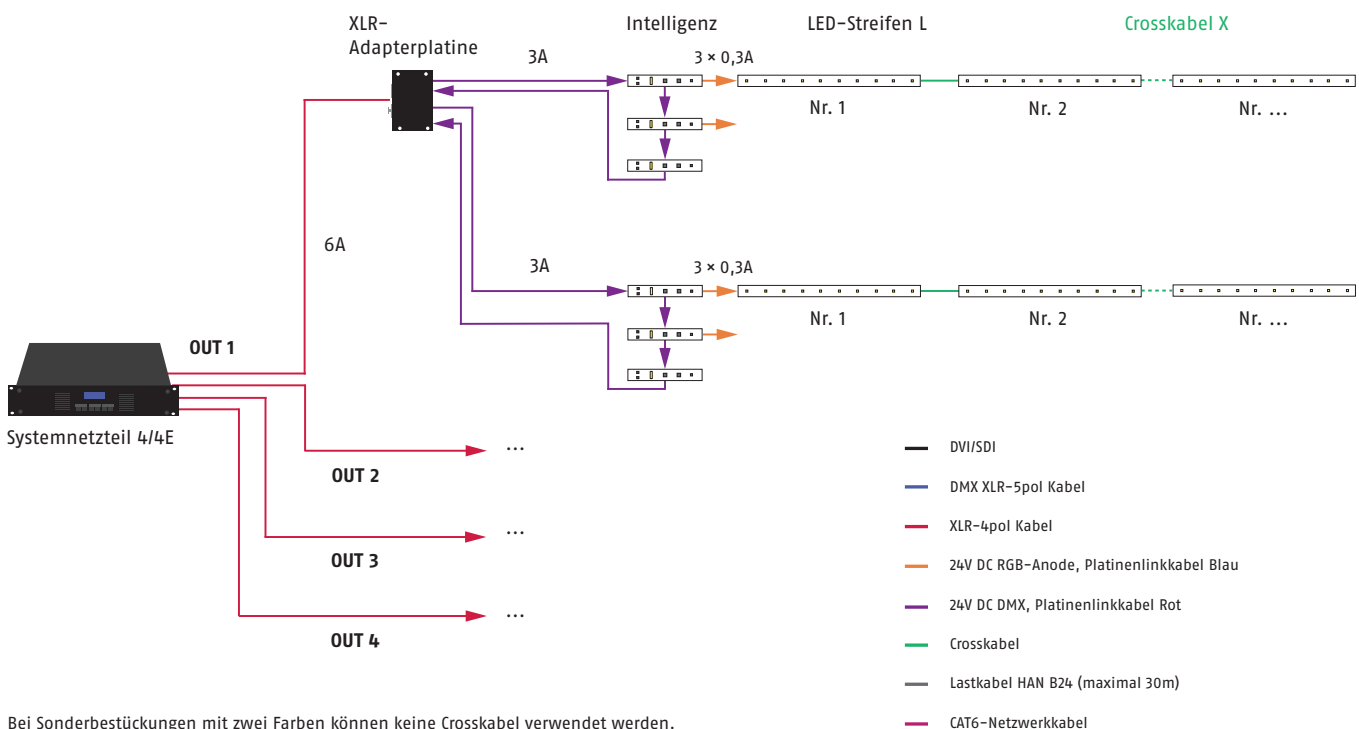 XLR-
Adapterplatine
Intelligenz
LED-Streifen L
Crosskabel X
3A
3 × 0,3A
Nr. 1
Nr. 2
Nr. ...
6A
3A
3 × 0,3A
Nr. 1
Nr. 2
Nr. ...
OUT 1
Systemnetzteil 4/4E
...
OUT 2
...
OUT 3
...
OUT 4
DVI/SDI
DMX XLR-5pol Kabel
XLR-4pol Kabel
24V DC RGB-Anode, Platinenlinkkabel Blau
24V DC DMX, Platinenlinkkabel Rot
Crosskabel
Lastkabel HAN B24 (maximal 30m)
CAT6-Netzwerkkabel
Bei Sonderbestückungen mit zwei Farben können keine Crosskabel verwendet werden.